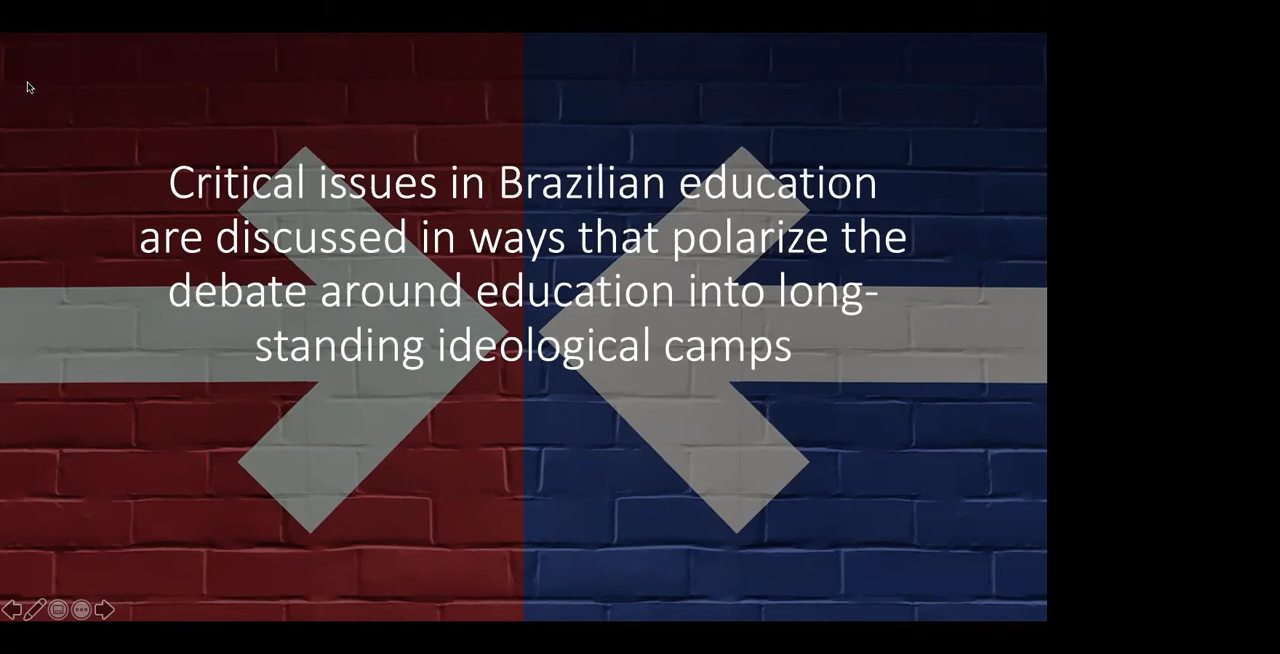 Critical issues in Brazilian education
are discussed in ways that polarize the
debate around education into long-
standing ideological camps